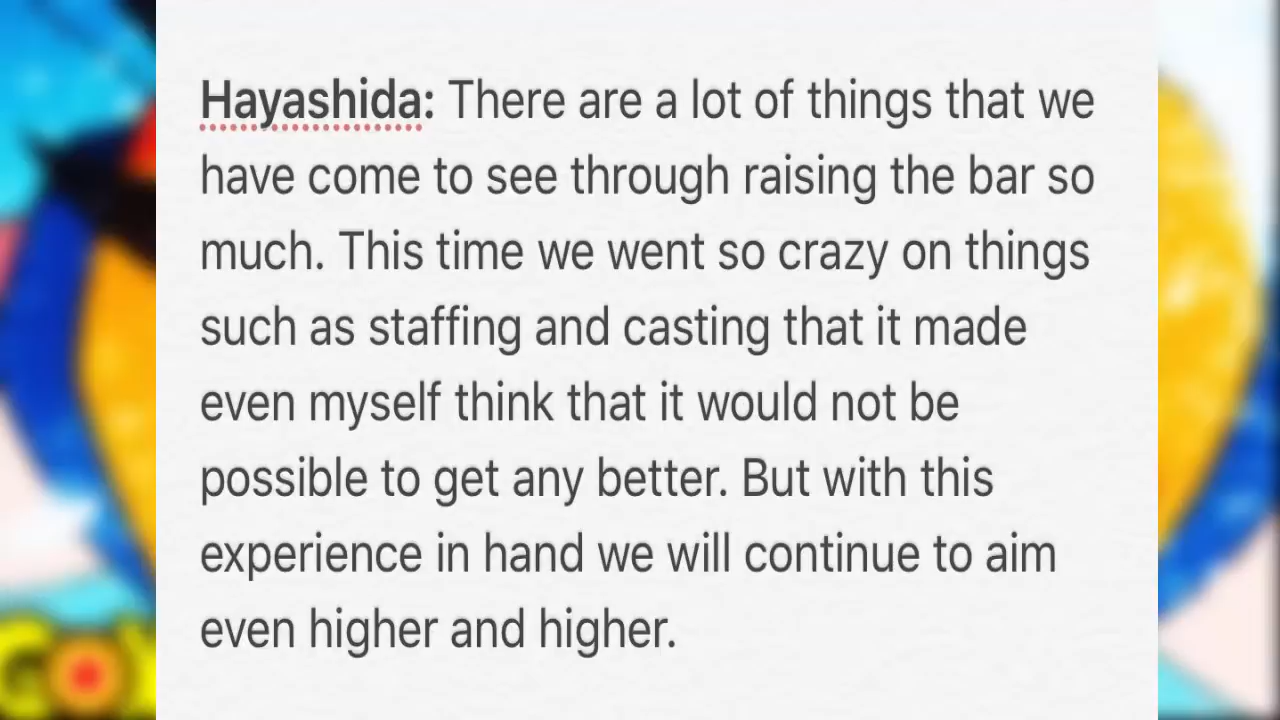 Hayashida: There are a lot of things that we
have come to see through raising the bar so
much. This time we went so crazy on things
such as staffing and casting that it made
even myself think that it would not be
possible to get any better. But with this
experience in hand we will continue to aim
even higher and higher.